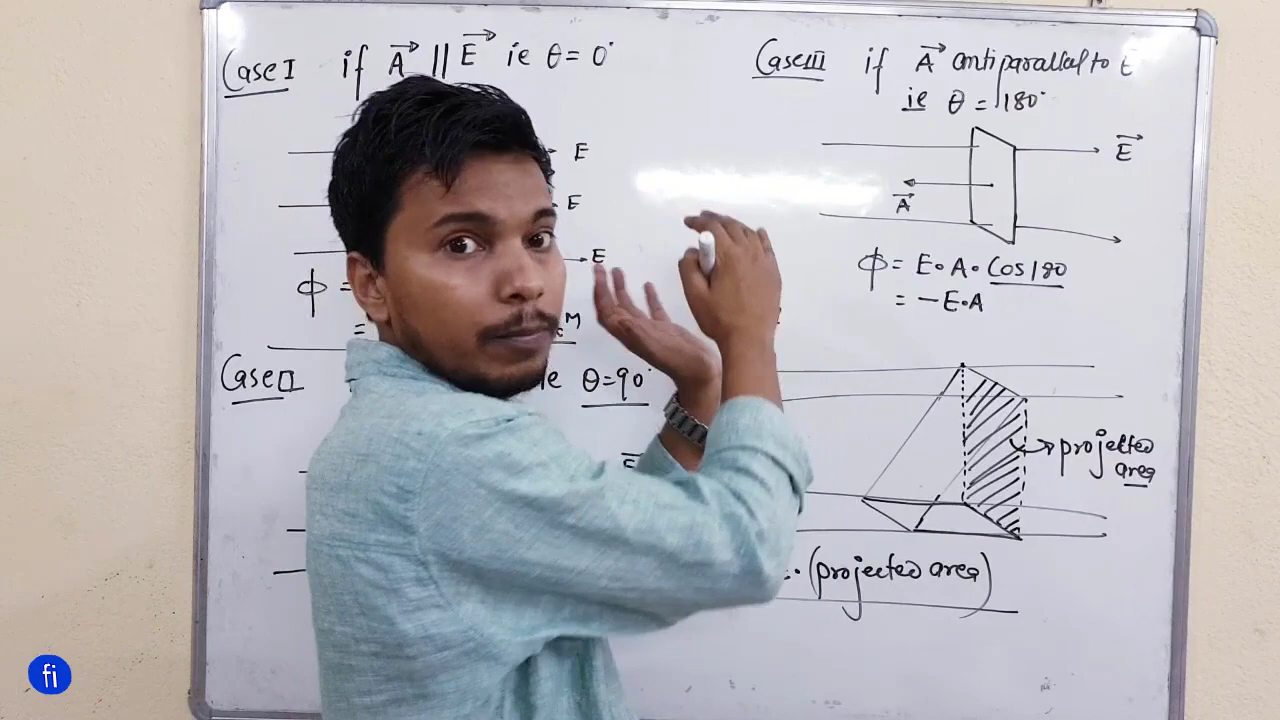 Case I if A || E ie θ = 0°
E
E
E
ϕ =
=
M
Case II
ie θ = 90°
E
Case III if A antiparallel to E
ie θ = 180°
E
A
ϕ = E • A • Cos 180
= - E • A
projected
area
(projected area)
fi